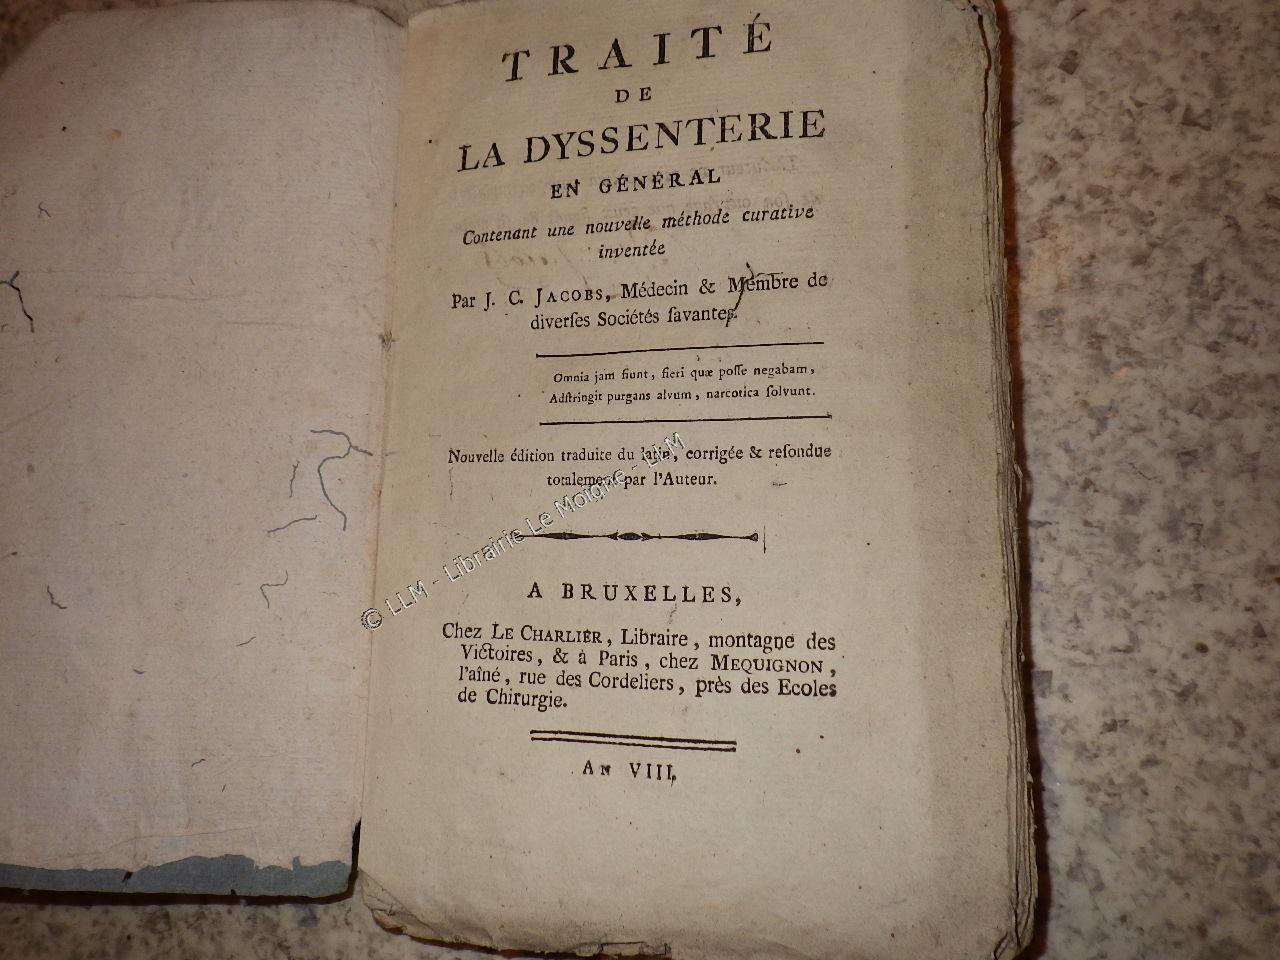 TRAITÉ
DE
LA DYSSENTERIE
EN GÉNÉRAL
Contenant une nouvelle méthode curative
inventée
Par J. C. JACOBS, Médecin & Membre de
diverſes Sociétés ſavantes.
Omnia jam fiunt, fieri quæ poſſe negabam,
Adſtringit purgans alvum, narcotica ſolvunt.
Nouvelle édition traduite du latin, corrigée & refondue
totalement par l'Auteur.
A BRUXELLES,
Chez LE CHARLIER, Libraire, montagne des
Victoires, & à Paris, chez MEQUIGNON,
l'aîné, rue des Cordeliers, près des Ecoles
de Chirurgie.
AN VIII.
© LLM - Librairie Le Moigne - LLM